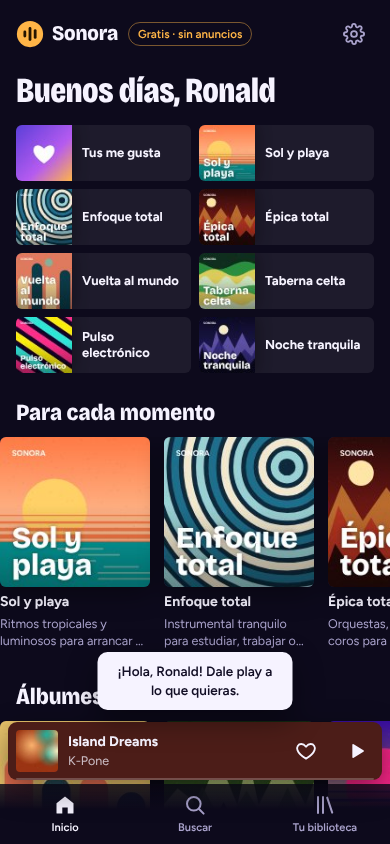 Sonora
Gratis · sin anuncios
Buenos días, Ronald
Tus me gusta
Sol y
playa
Sol y playa
Enfoque
total
Enfoque total
Épica
total
Épica total
Vuelta
al
mundo
Vuelta al mundo
Taberna
celta
Taberna celta
Pulso
electrónico
Pulso
electrónico
Noche
tranquila
Noche tranquila
Para cada momento
SONORA
Sol y
playa
SONORA
Enfoque
total
SONORA
Sol y playa
Ritmos tropicales y
luminosos para arrancar ...
Enfoque total
Instrumental tranquilo
para estudiar, trabajar o...
Orquestas,
coros para
¡Hola, Ronald! Dale play a
lo que quieras.
Álbumes
Island Dreams
K-Pone
Inicio
Buscar
Tu biblioteca